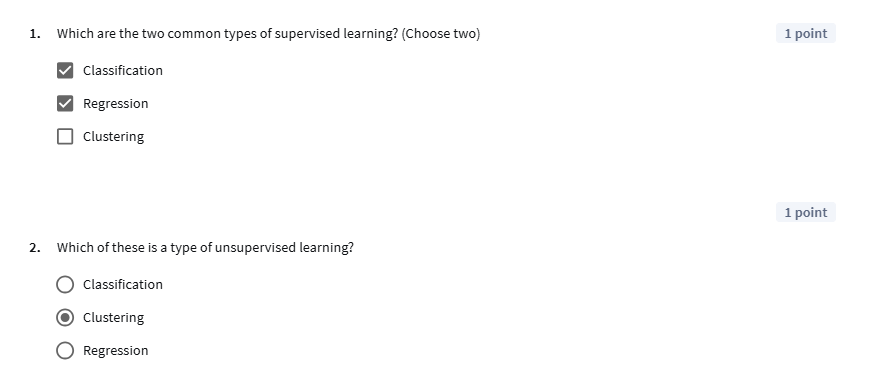 1. Which are the two common types of supervised learning? (Choose two) 1 point
Classification
Regression
Clustering
1 point
2. Which of these is a type of unsupervised learning?
Classification
Clustering
Regression